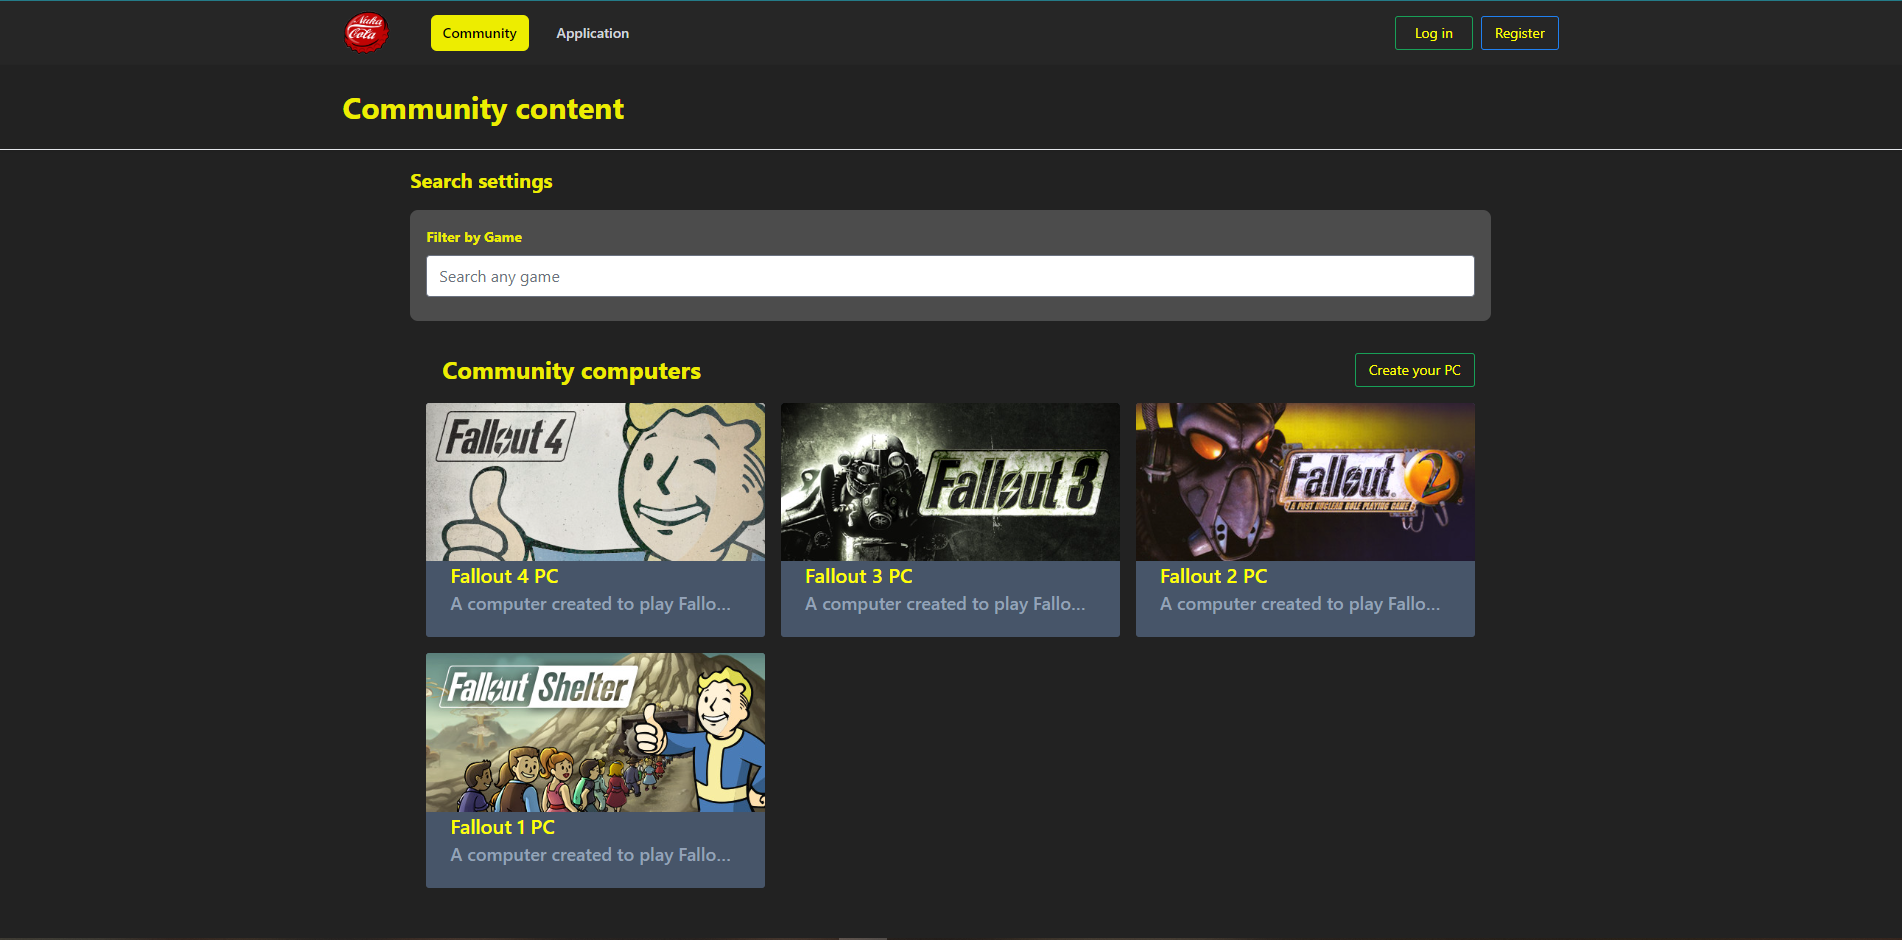 Nuka
Cola
Community
Application
Log in
Register
Community content
Search settings
Filter by Game
Search any game
Community computers
Create your PC
Fallout 4
Fallout 3
Fallout 2
A POST NUCLEAR ROLE PLAYING GAME
Fallout 4 PC
Fallout 3 PC
Fallout 2 PC
A computer created to play Fallo...
A computer created to play Fallo...
A computer created to play Fallo...
Fallout Shelter
Fallout 1 PC
A computer created to play Fallo...